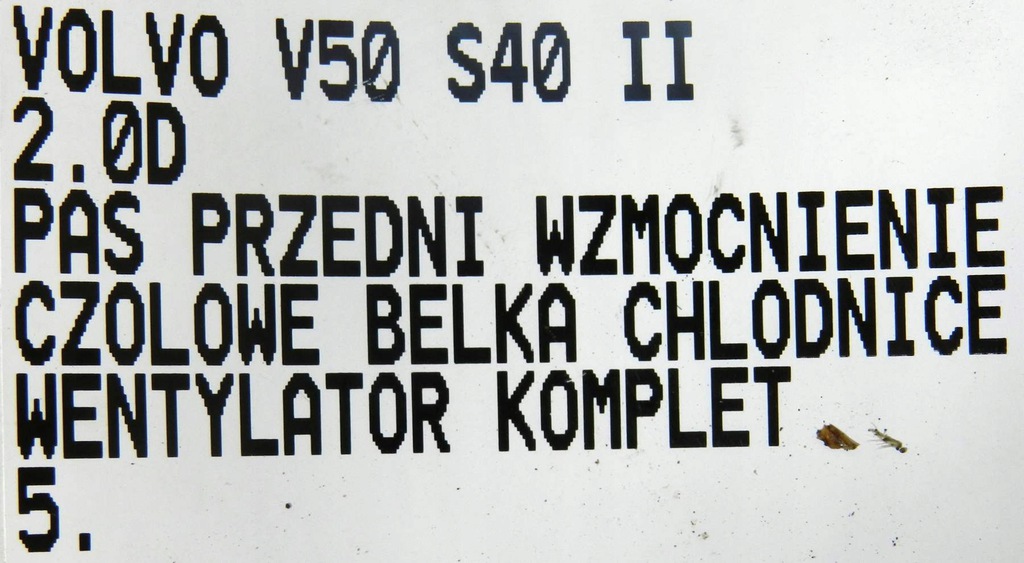 VOLVO V50 S40 II
2.0D
PAS PRZEDNI WZMOCNIENIE
CZOLOWE BELKA CHLODNICE
WENTYLATOR KOMPLET
5.